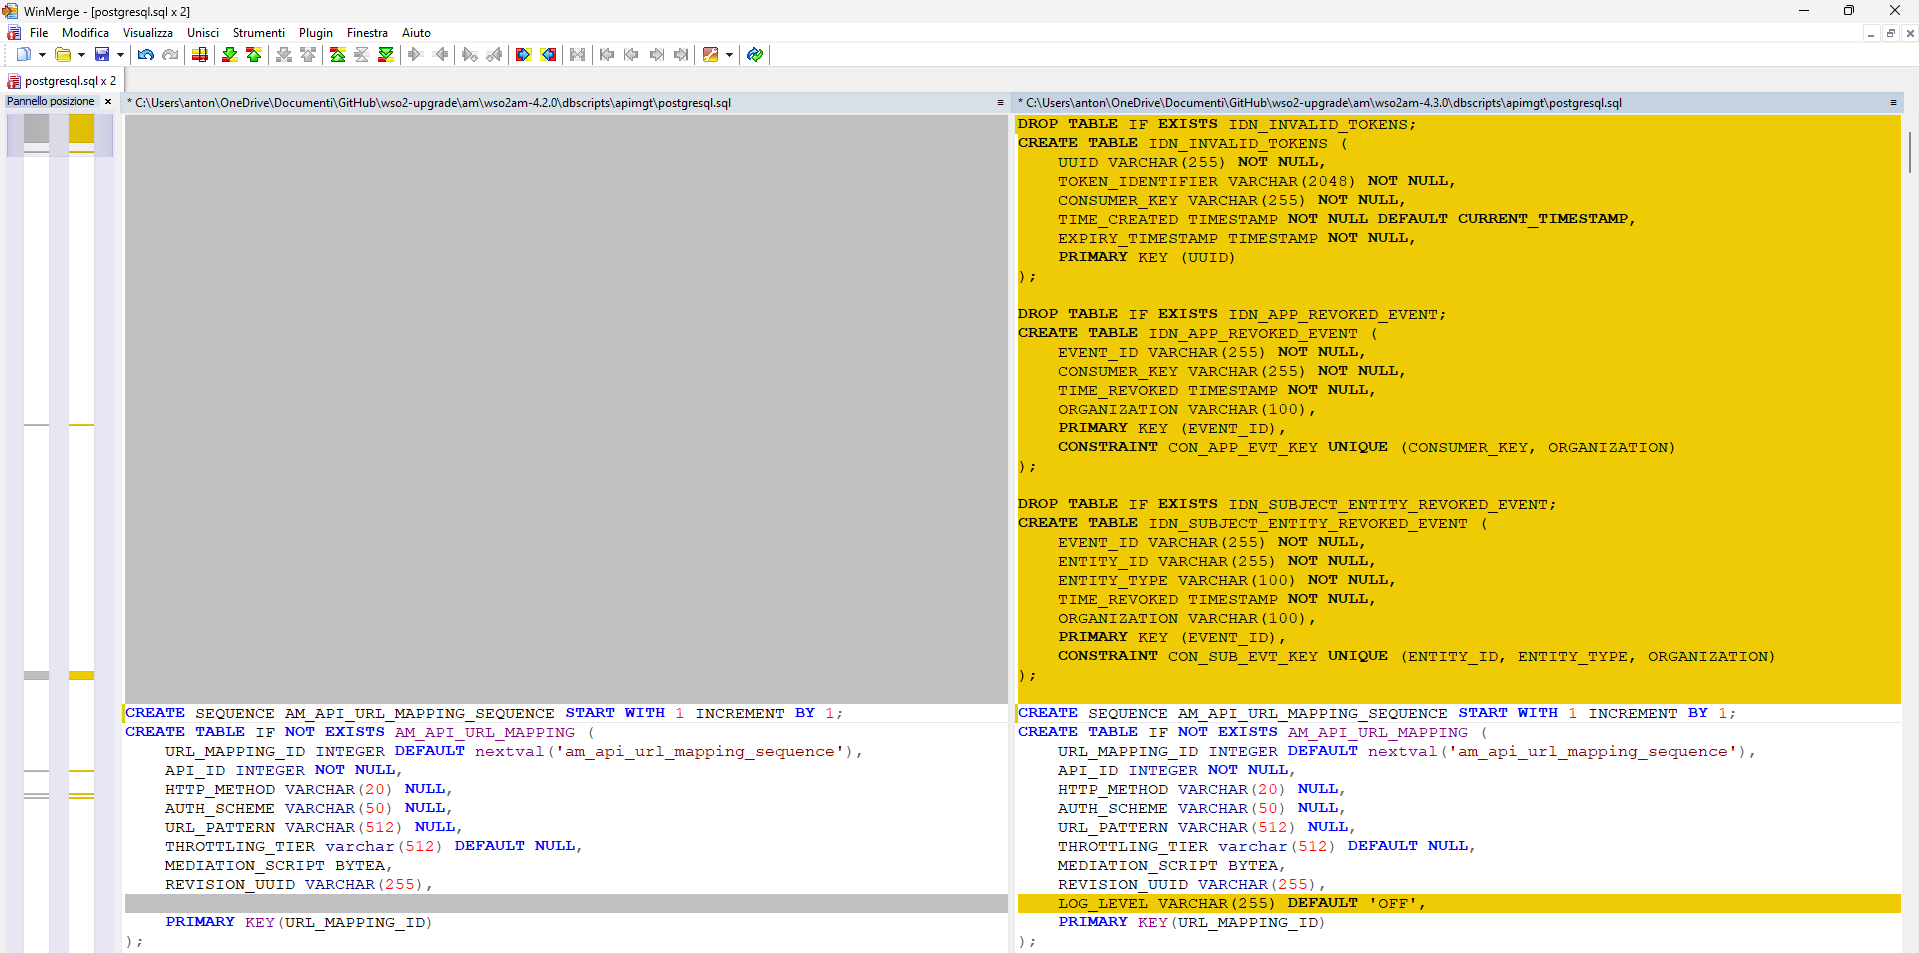 WinMerge - [postgresql.sql x 2]
File Modifica Visualizza Unisci Strumenti Plugin Finestra Aiuto
postgresql.sql x 2
Pannello posizione
* C:\Users\anton\OneDrive\Documenti\GitHub\wso2-upgrade\am\wso2am-4.2.0\dbscripts\apimgt\postgresql.sql
CREATE SEQUENCE AM_API_URL_MAPPING_SEQUENCE START WITH 1 INCREMENT BY 1;
CREATE TABLE IF NOT EXISTS AM_API_URL_MAPPING (
URL_MAPPING_ID INTEGER DEFAULT nextval('am_api_url_mapping_sequence'),
API_ID INTEGER NOT NULL,
HTTP_METHOD VARCHAR(20) NULL,
AUTH_SCHEME VARCHAR(50) NULL,
URL_PATTERN VARCHAR(512) NULL,
THROTTLING_TIER varchar(512) DEFAULT NULL,
MEDIATION_SCRIPT BYTEA,
REVISION_UUID VARCHAR(255),
PRIMARY KEY(URL_MAPPING_ID)
);
* C:\Users\anton\OneDrive\Documenti\GitHub\wso2-upgrade\am\wso2am-4.3.0\dbscripts\apimgt\postgresql.sql
DROP TABLE IF EXISTS IDN_INVALID_TOKENS;
CREATE TABLE IDN_INVALID_TOKENS (
UUID VARCHAR(255) NOT NULL,
TOKEN_IDENTIFIER VARCHAR(2048) NOT NULL,
CONSUMER_KEY VARCHAR(255) NOT NULL,
TIME_CREATED TIMESTAMP NOT NULL DEFAULT CURRENT_TIMESTAMP,
EXPIRY_TIMESTAMP TIMESTAMP NOT NULL,
PRIMARY KEY (UUID)
);
DROP TABLE IF EXISTS IDN_APP_REVOKED_EVENT;
CREATE TABLE IDN_APP_REVOKED_EVENT (
EVENT_ID VARCHAR(255) NOT NULL,
CONSUMER_KEY VARCHAR(255) NOT NULL,
TIME_REVOKED TIMESTAMP NOT NULL,
ORGANIZATION VARCHAR(100),
PRIMARY KEY (EVENT_ID),
CONSTRAINT CON_APP_EVT_KEY UNIQUE (CONSUMER_KEY, ORGANIZATION)
);
DROP TABLE IF EXISTS IDN_SUBJECT_ENTITY_REVOKED_EVENT;
CREATE TABLE IDN_SUBJECT_ENTITY_REVOKED_EVENT (
EVENT_ID VARCHAR(255) NOT NULL,
ENTITY_ID VARCHAR(255) NOT NULL,
ENTITY_TYPE VARCHAR(100) NOT NULL,
TIME_REVOKED TIMESTAMP NOT NULL,
ORGANIZATION VARCHAR(100),
PRIMARY KEY (EVENT_ID),
CONSTRAINT CON_SUB_EVT_KEY UNIQUE (ENTITY_ID, ENTITY_TYPE, ORGANIZATION)
);
CREATE SEQUENCE AM_API_URL_MAPPING_SEQUENCE START WITH 1 INCREMENT BY 1;
CREATE TABLE IF NOT EXISTS AM_API_URL_MAPPING (
URL_MAPPING_ID INTEGER DEFAULT nextval('am_api_url_mapping_sequence'),
API_ID INTEGER NOT NULL,
HTTP_METHOD VARCHAR(20) NULL,
AUTH_SCHEME VARCHAR(50) NULL,
URL_PATTERN VARCHAR(512) NULL,
THROTTLING_TIER varchar(512) DEFAULT NULL,
MEDIATION_SCRIPT BYTEA,
REVISION_UUID VARCHAR(255),
LOG_LEVEL VARCHAR(255) DEFAULT 'OFF',
PRIMARY KEY(URL_MAPPING_ID)
);